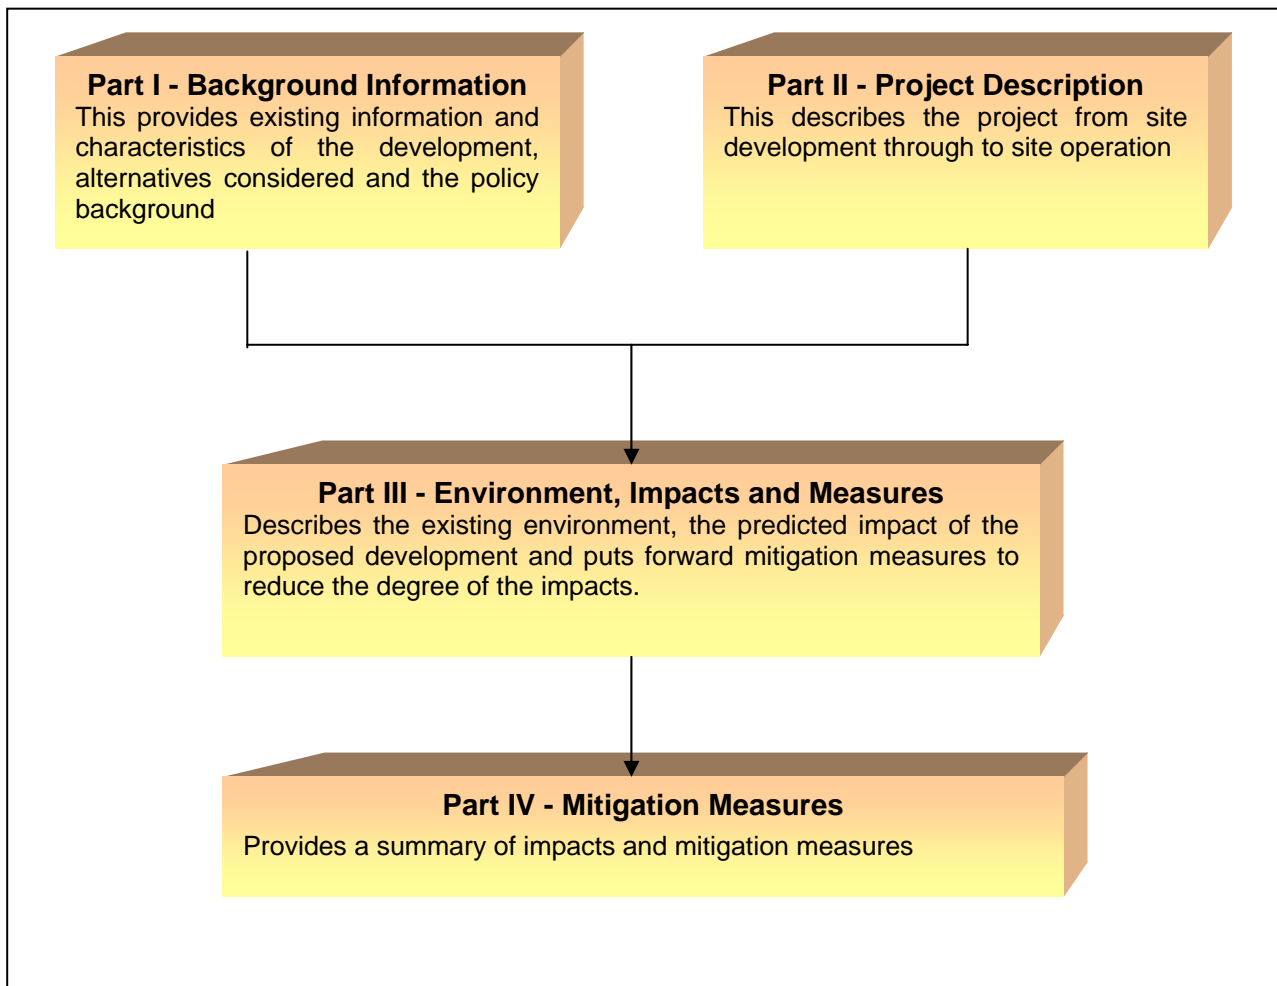 Part I - Background Information
This provides existing information and
characteristics of the development,
alternatives considered and the policy
background
Part II - Project Description
This describes the project from site
development through to site operation
Part III - Environment, Impacts and Measures
Describes the existing environment, the predicted impact of the
proposed development and puts forward mitigation measures to
reduce the degree of the impacts.
Part IV - Mitigation Measures
Provides a summary of impacts and mitigation measures